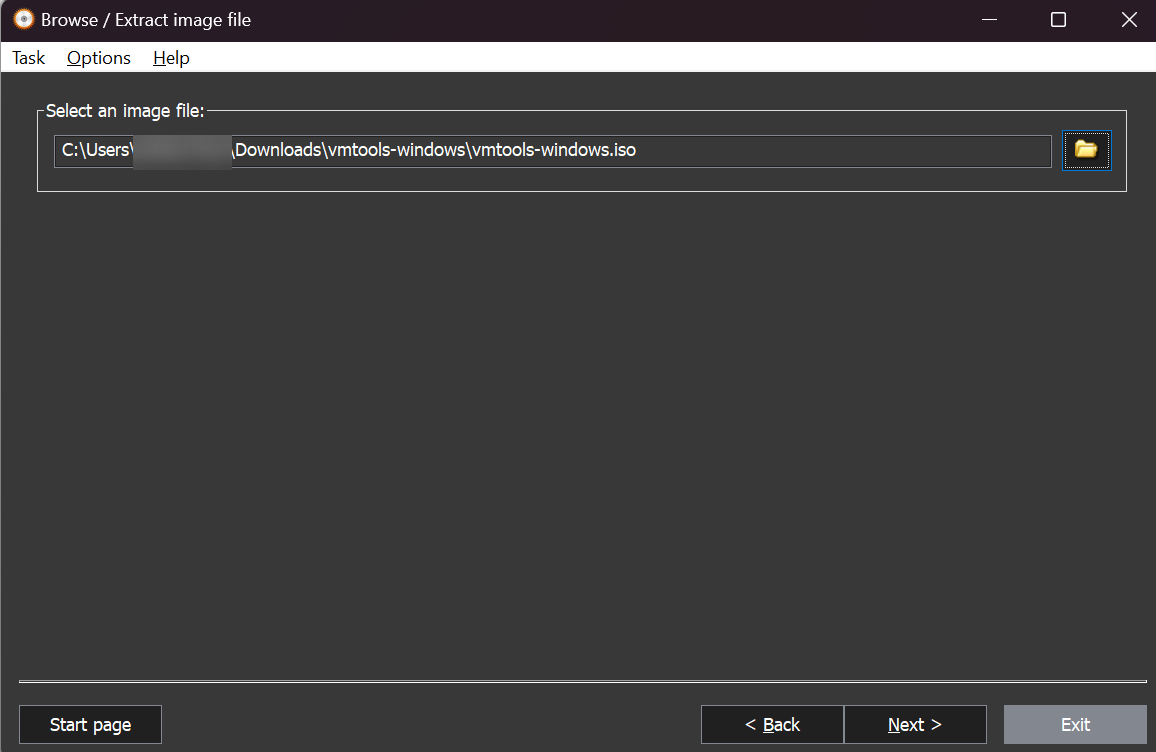 Browse / Extract image file
Task Options Help
Select an image file:
C:\Users\ \Downloads\vmtools-windows\vmtools-windows.iso
Start page < Back Next > Exit